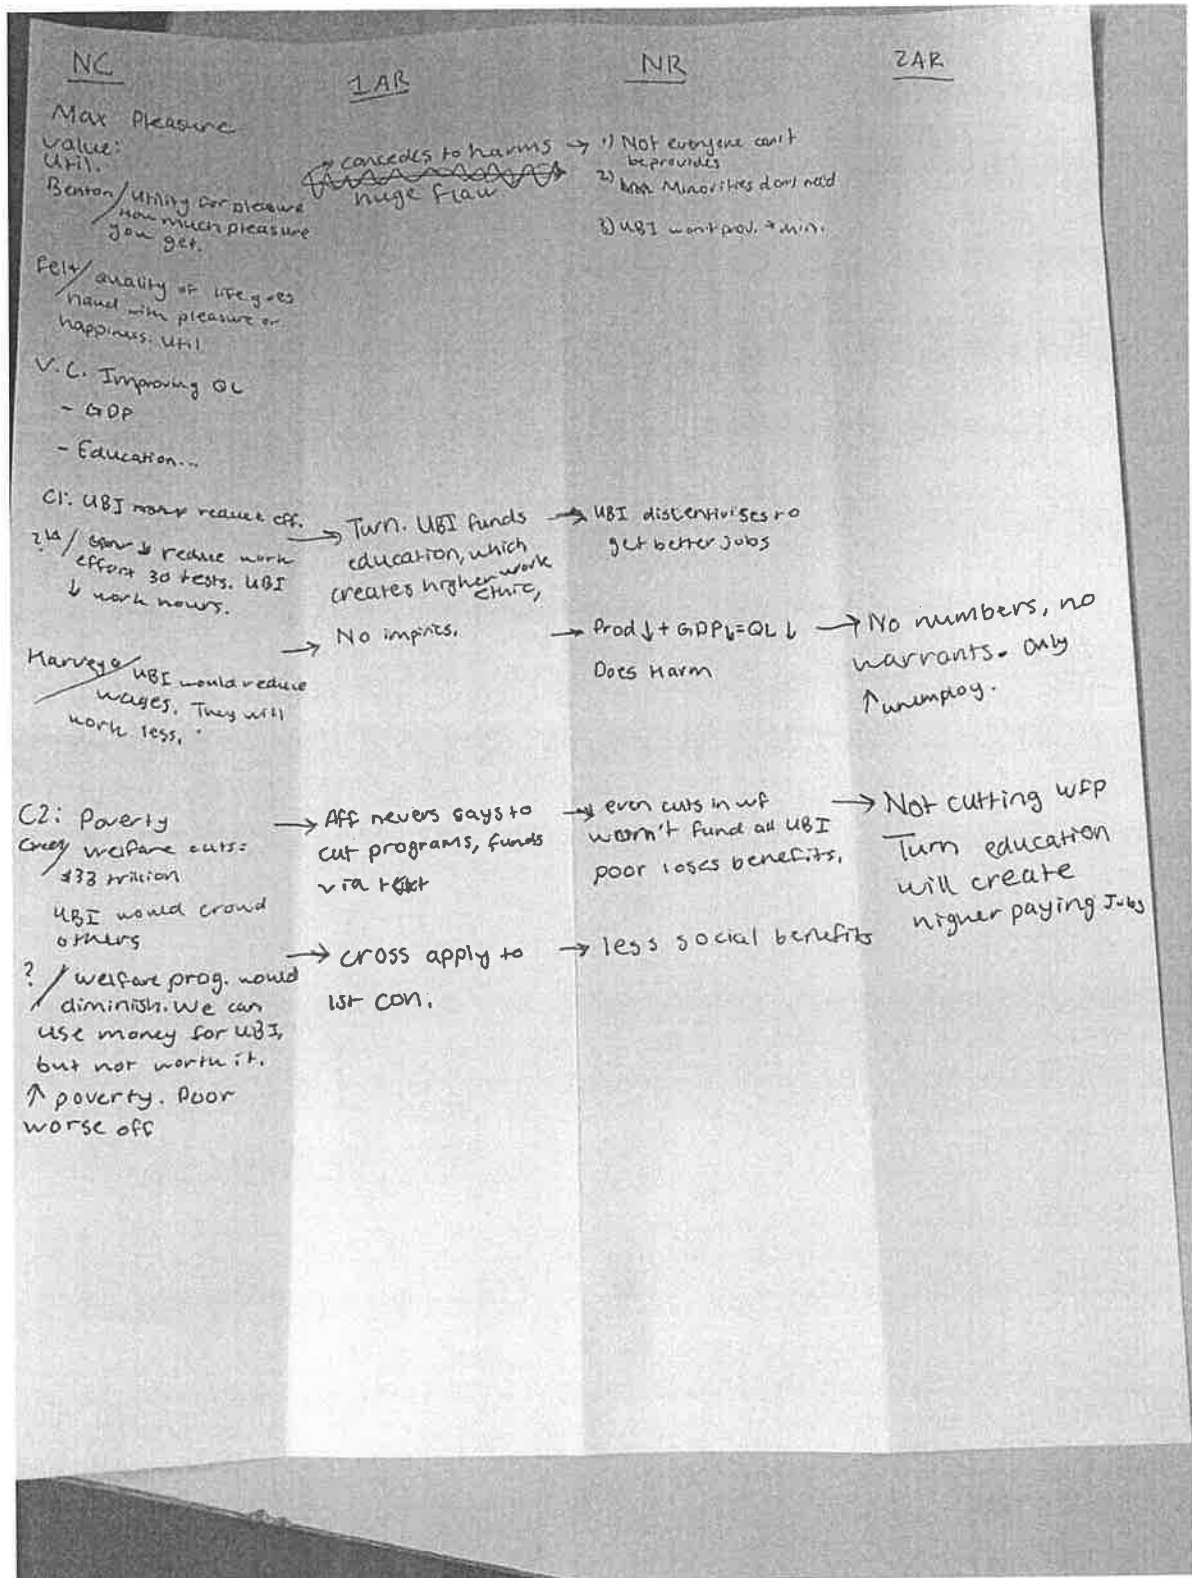 NC
Max Pleasure
value:
Util.
Benton/ Utility for pleasure
How much pleasure
you get.
Felt/ quality of life goes
hand with pleasure or
happiness. Util
V.C. Improving QL
- GDP
- Education...
C1: UBI reduce eff.
reduce work
effort 30 tests. UBI
↓ work hours.
UBI would reduce
wages. They will
work less.
C2: Poverty
welfare cuts=
$33 trillion
UBI would crowd
others
? / welfare prog. would
diminish. We can
use money for UBI,
but not worth it.
↑ poverty. Poor
worse off
1AR
concedes to harms →
huge flaw
→ Turn. UBI funds
education, which
creates higher work
ethic,
→ No impircs.
→ Aff nevers says to
cut programs, funds
via
→ cross apply to
1st con.
NR
1) Not everyone can't
be provides
2) Minorities don't need
3) UBI won't prov. → min.
→ UBI disentivises to
get better jobs
→ Prod ↓ + GDP↓ = QL ↓
Does Harm
→ even cuts in wf
won't fund all UBI
poor loses benefits.
→ less social benefits
2AR
→ No numbers, no
warrants. Only
↑ unemploy.
→ Not cutting wfp
Turn education
will create
higher paying Jobs